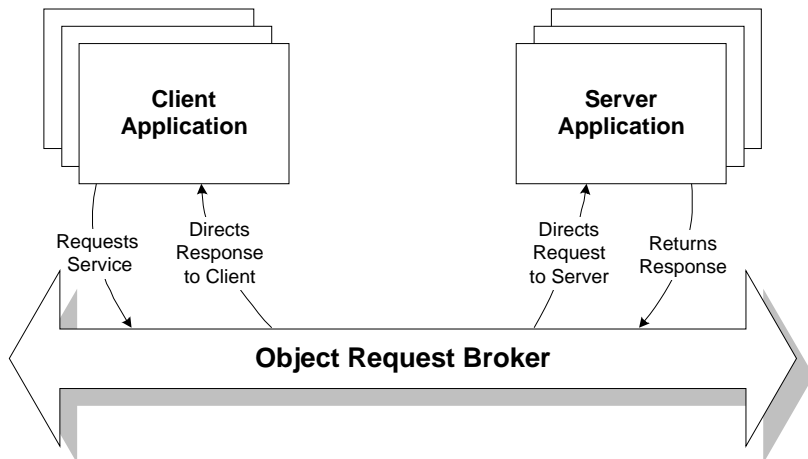 Client
Application
Server
Application
Requests
Service
Directs
Response
to Client
Directs
Request
to Server
Returns
Response
Object Request Broker